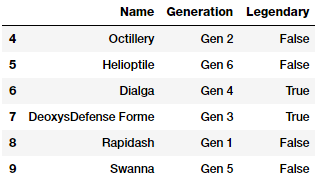 Name Generation Legendary
4 Octillery Gen 2 False
5 Helioptile Gen 6 False
6 Dialga Gen 4 True
7 DeoxysDefense Forme Gen 3 True
8 Rapidash Gen 1 False
9 Swanna Gen 5 False